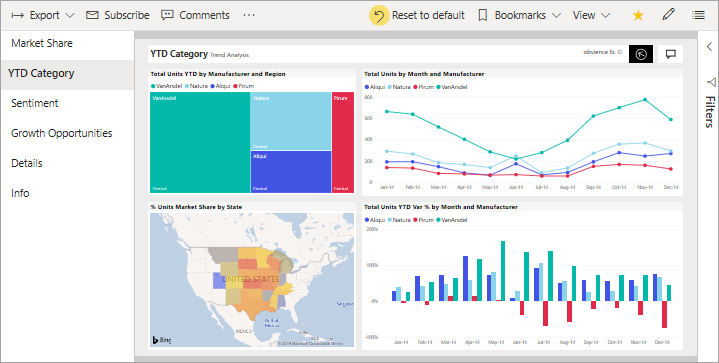 Export Subscribe Comments Reset to default Bookmarks View
Market Share
YTD Category
Sentiment
Growth Opportunities
Details
Info
YTD Category Trend Analysis
obvience llc ©
Total Units YTD by Manufacturer and Region
VanArsdel Natura Aliqui Pirum
VanArsdel
Central
Natura
Central
Aliqui
Central
Pirum
Central
Total Units by Month and Manufacturer
Aliqui Natura Pirum VanArsdel
800
600
400
200
0
Jan-14 Feb-14 Mar-14 Apr-14 May-14 Jun-14 Jul-14 Aug-14 Sep-14 Oct-14 Nov-14 Dec-14
% Units Market Share by State
UNITED STATES
MEXICO
Gulf of
Mexico
Bing
Total Units YTD Var % by Month and Manufacturer
Aliqui Natura Pirum VanArsdel
200%
100%
0%
-100%
Jan-14 Feb-14 Mar-14 Apr-14 May-14 Jun-14 Jul-14 Aug-14 Sep-14 Oct-14 Nov-14 Dec-14
Filters